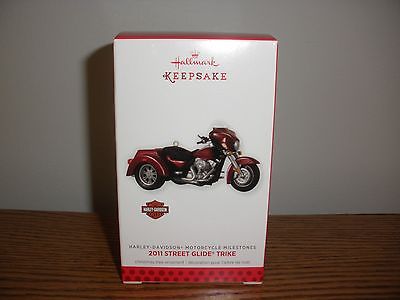 Hallmark
KEEPSAKE
HARLEY-DAVIDSON
HARLEY-DAVIDSON® MOTORCYCLE MILESTONES
2011 STREET GLIDE® TRIKE